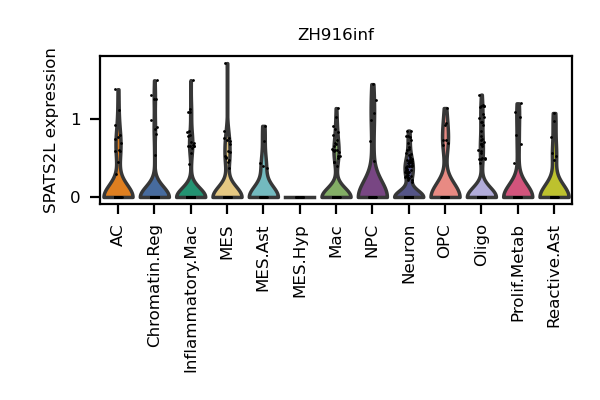 ZH916inf
SPATS2L expression
1
0
AC
Chromatin.Reg
Inflammatory.Mac
MES
MES.Ast
MES.Hyp
Mac
NPC
Neuron
OPC
Oligo
Prolif.Metab
Reactive.Ast